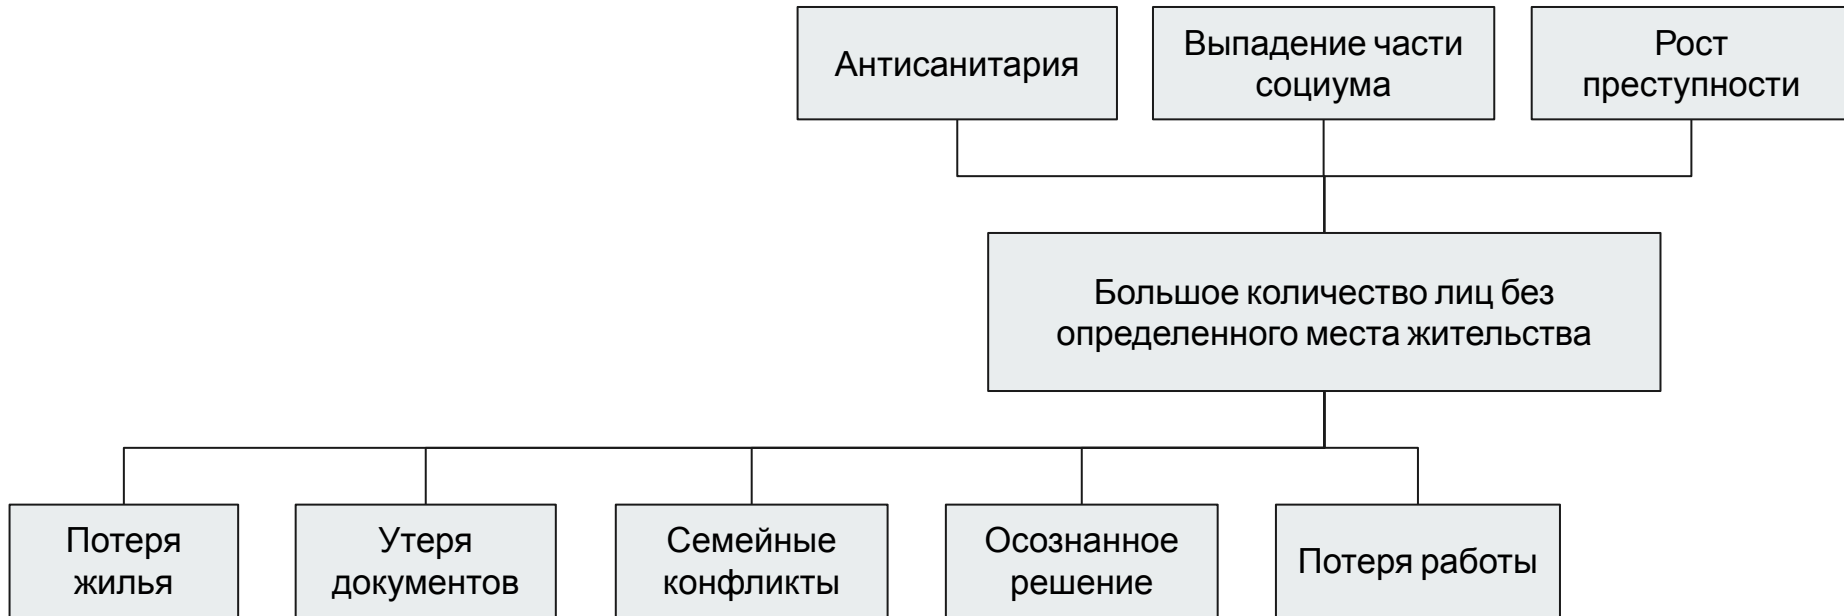 Антисанитария
Выпадение части
социума
Рост
преступности
Большое количество лиц без
определенного места жительства
Потеря
жилья
Утеря
документов
Семейные
конфликты
Осознанное
решение
Потеря работы